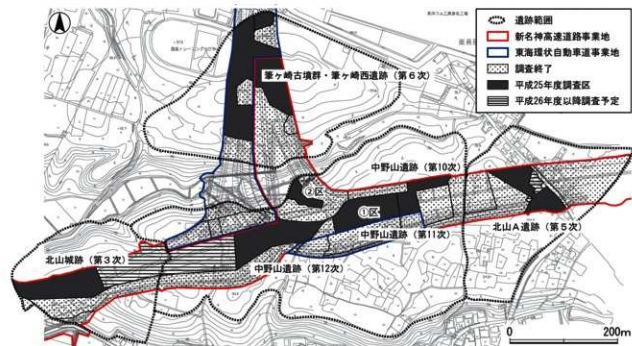 遺跡範囲
新名神高速道路事業地
東海環状自動車道事業地
調査終了
平成25年度調査区
平成26年度以降調査予定
筆ヶ崎古墳群・筆ヶ崎西遺跡（第6次）
中野山遺跡（第10次）
②区
①区
中野山遺跡（第11次）
北山A遺跡（第5次）
北山城跡（第3次）
中野山遺跡（第12次）
0
200m